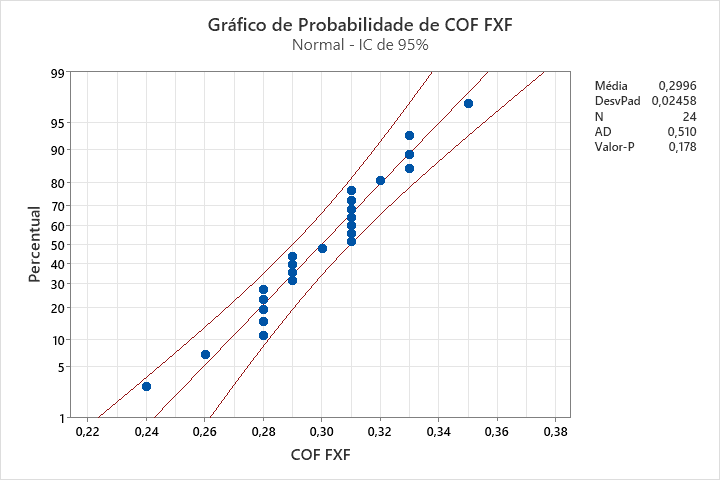 Gráfico de Probabilidade de COF FXF
Normal - IC de 95%
Média 0,2996
DesvPad 0,02458
N 24
AD 0,510
Valor-P 0,178
99
95
90
80
70
60
50
40
30
20
10
5
1
Percentual
0,22 0,24 0,26 0,28 0,30 0,32 0,34 0,36 0,38
COF FXF